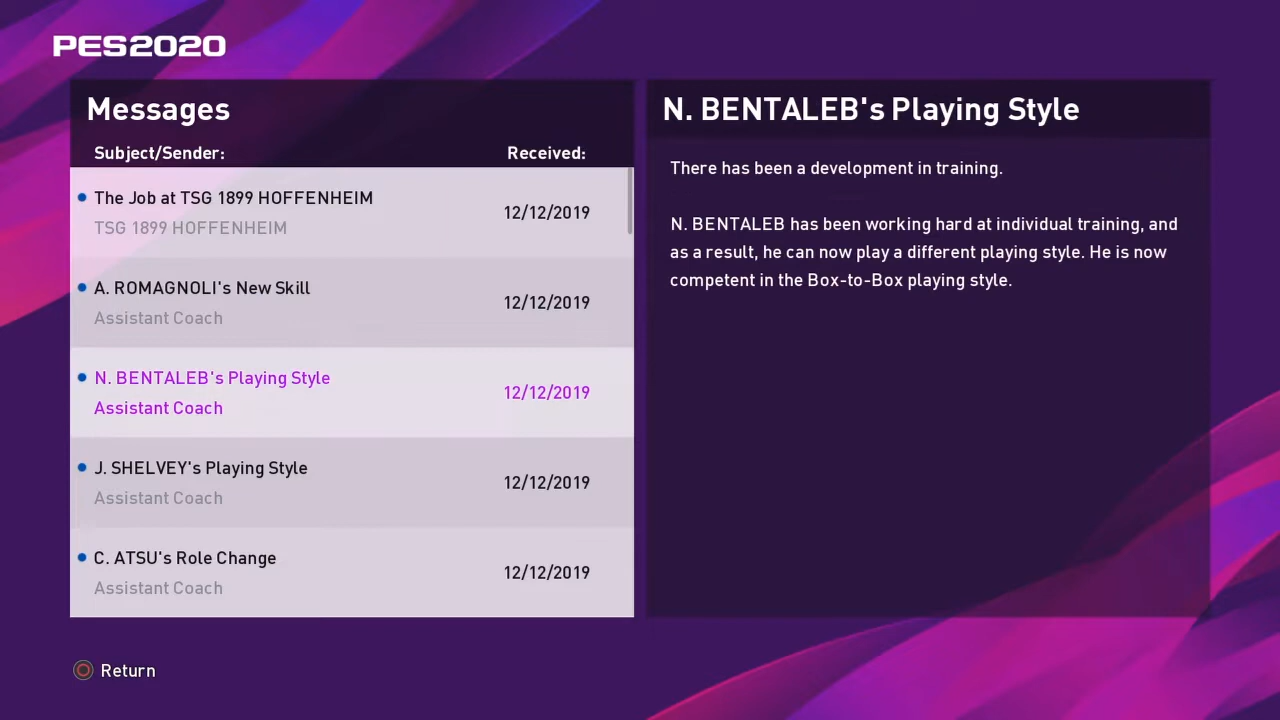 PES2020
Messages
Subject/Sender: Received:
The Job at TSG 1899 HOFFENHEIM
TSG 1899 HOFFENHEIM
12/12/2019
A. ROMAGNOLI's New Skill
Assistant Coach
12/12/2019
N. BENTALEB's Playing Style
Assistant Coach
12/12/2019
J. SHELVEY's Playing Style
Assistant Coach
12/12/2019
C. ATSU's Role Change
Assistant Coach
12/12/2019
N. BENTALEB's Playing Style
There has been a development in training.
N. BENTALEB has been working hard at individual training, and
as a result, he can now play a different playing style. He is now
competent in the Box-to-Box playing style.
Return